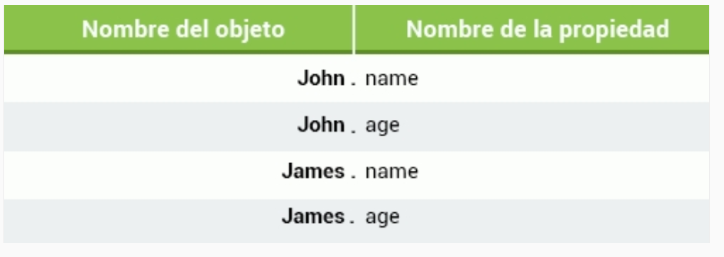 Nombre del objeto Nombre de la propiedad
John . name
John . age
James . name
James . age